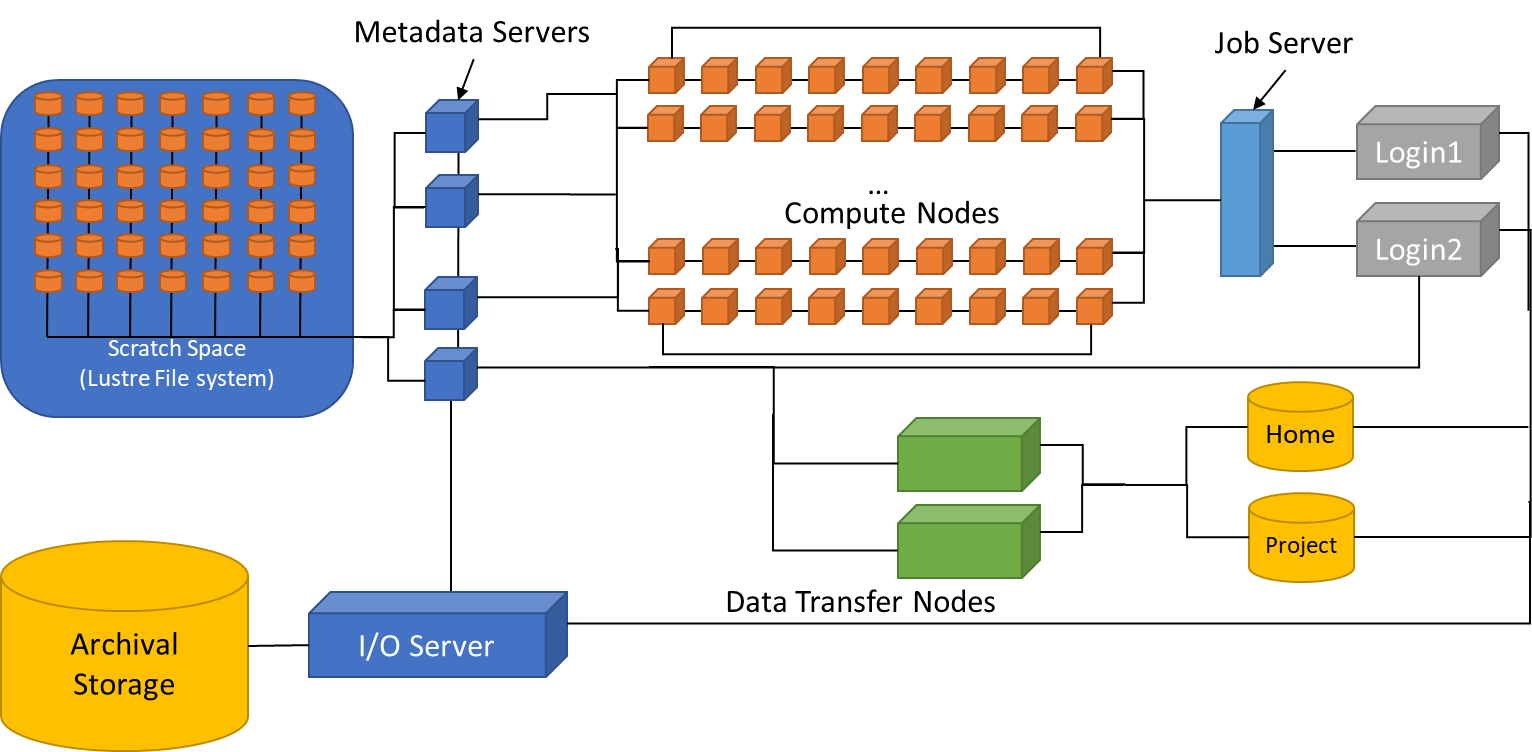 Metadata Servers
Job Server
Login1
...
Compute Nodes
Login2
Scratch Space
(Lustre File system)
Home
Project
Data Transfer Nodes
Archival
Storage
I/O Server